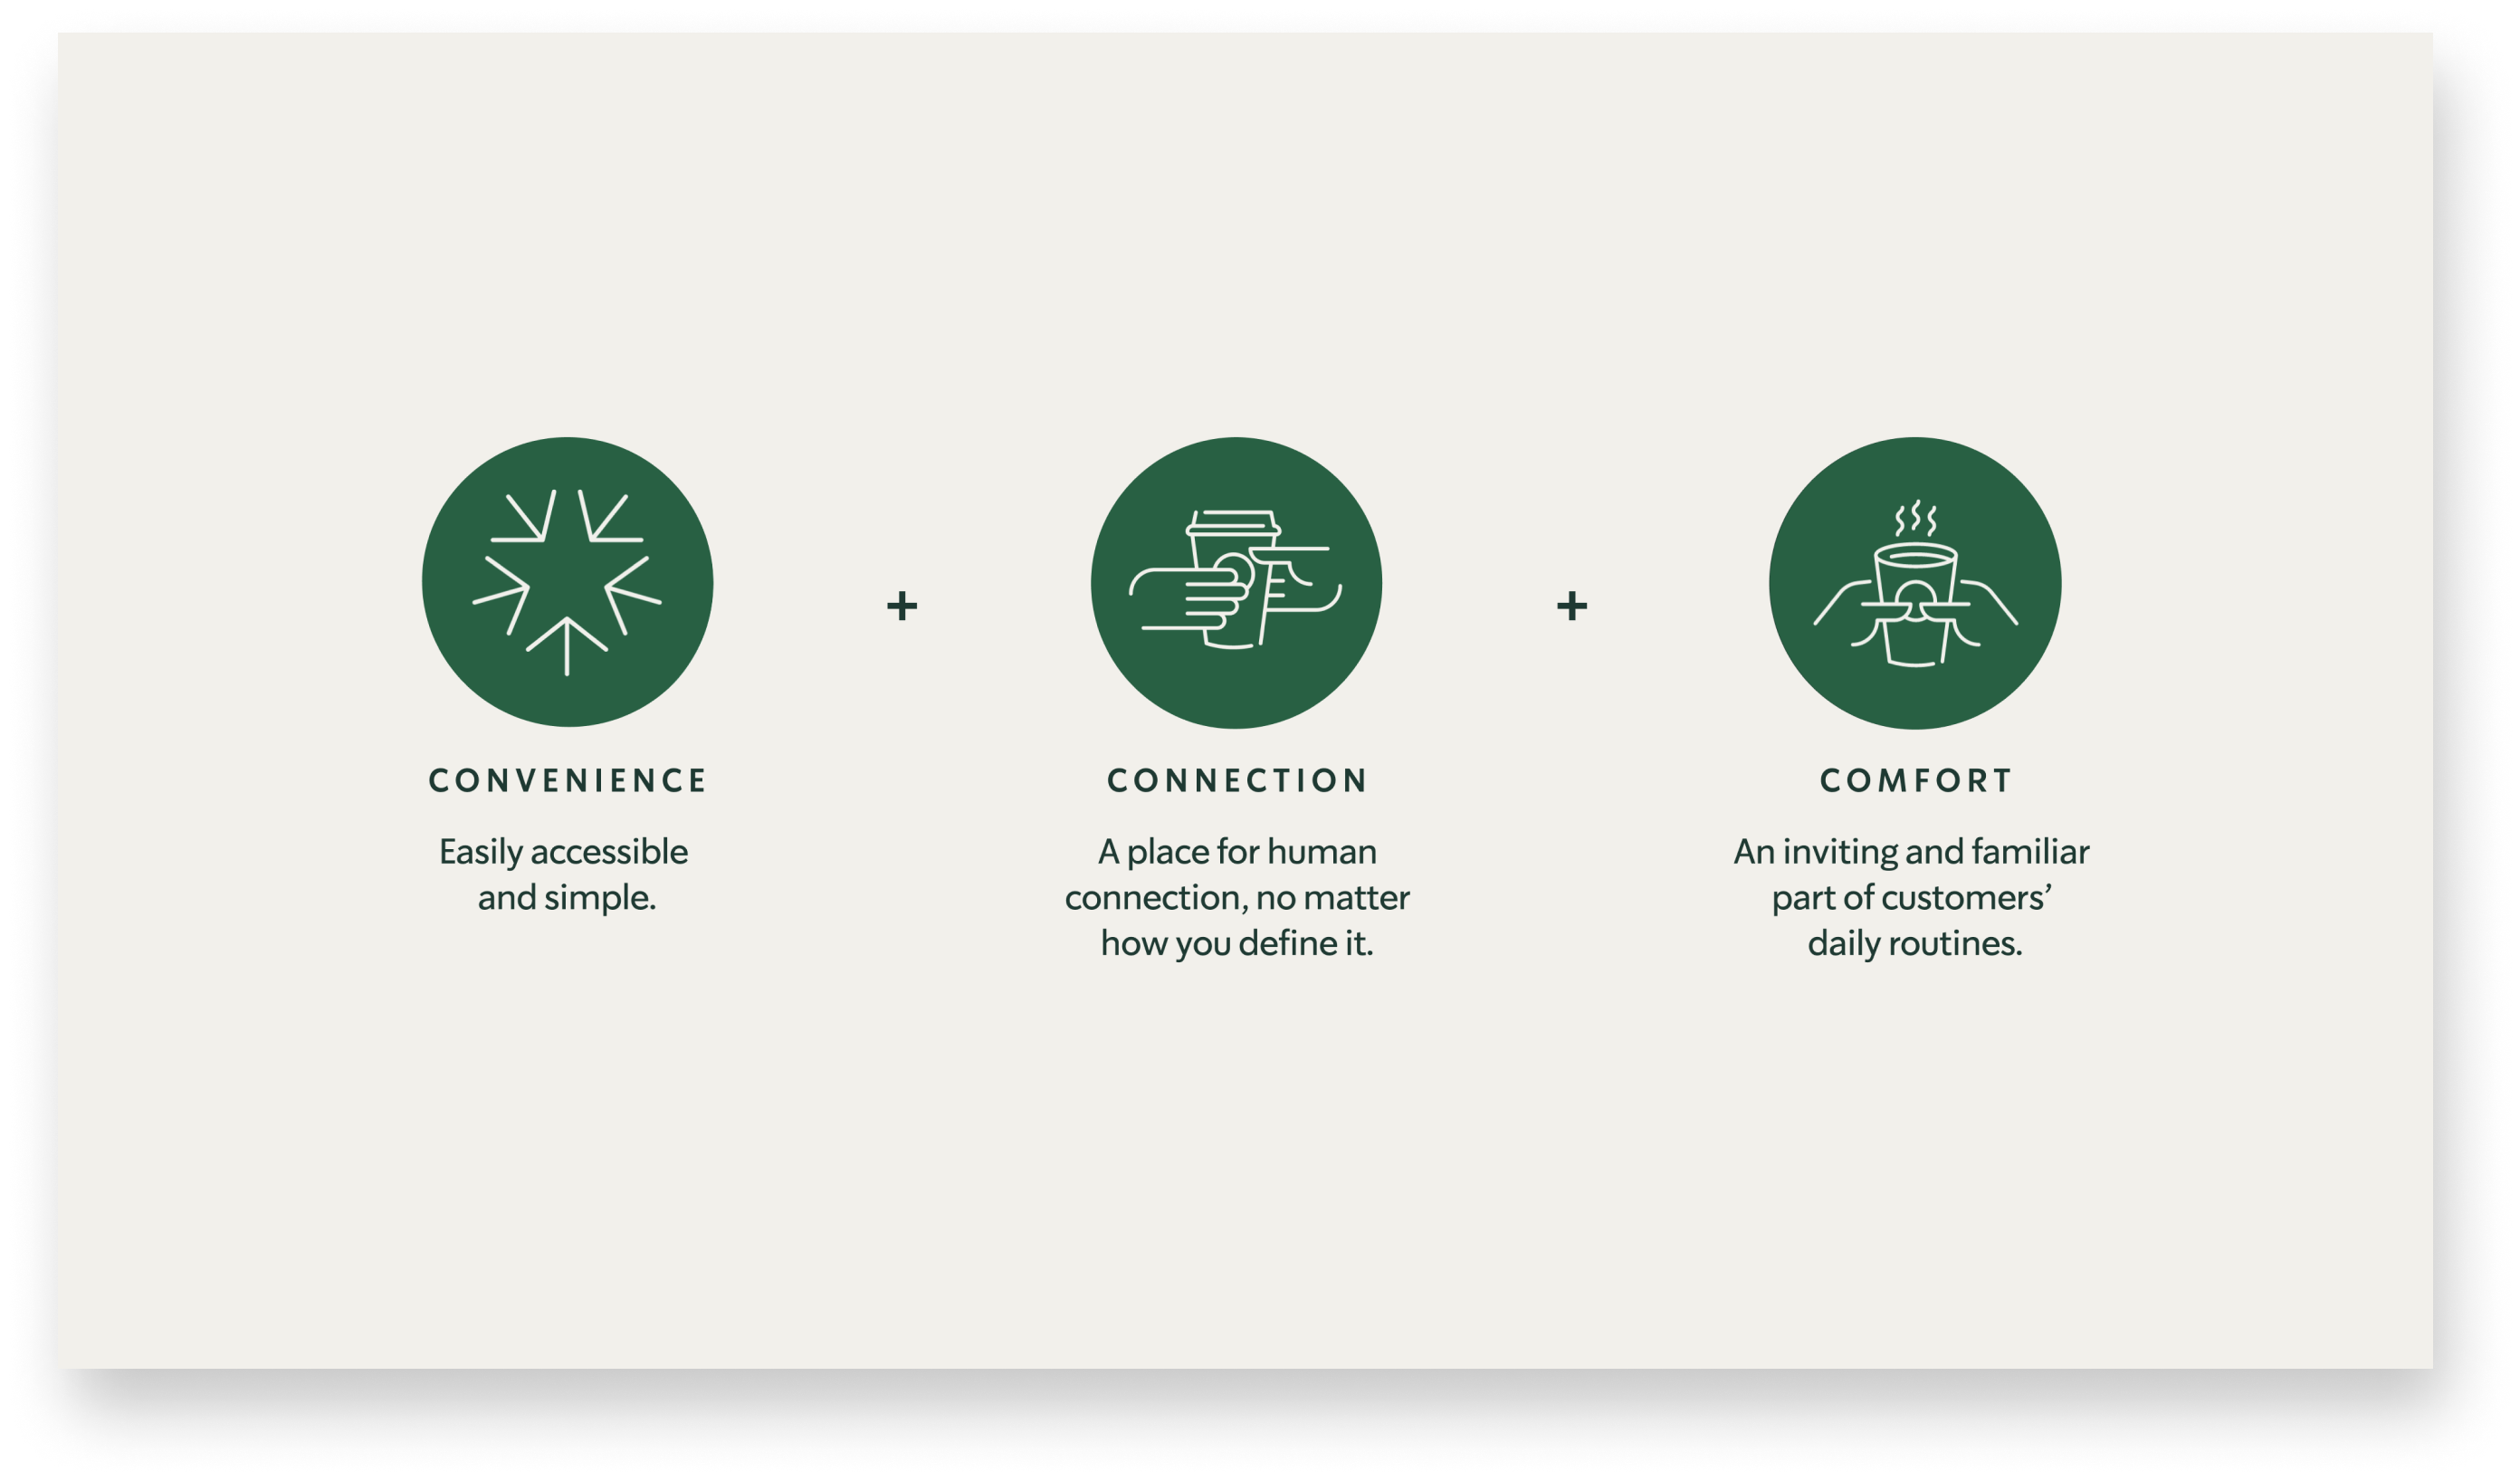 +
+
CONVENIENCE
Easily accessible
and simple.
CONNECTION
A place for human
connection, no matter
how you define it.
COMFORT
An inviting and familiar
part of customers’
daily routines.